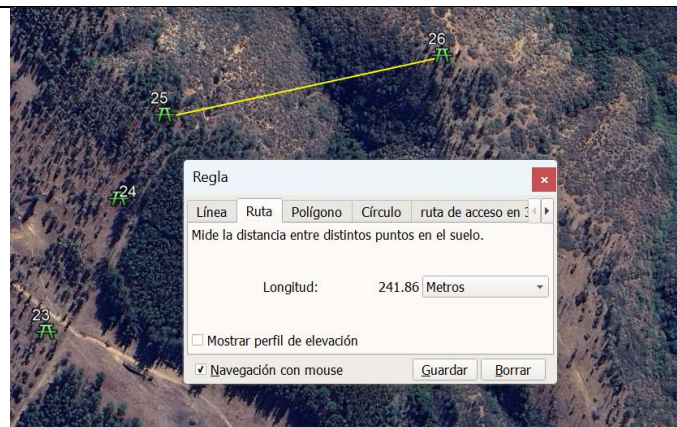 26
25
24
23
Regla
Línea Ruta Polígono Círculo ruta de acceso en
Mide la distancia entre distintos puntos en el suelo.
Longitud: 241.86 Metros
Mostrar perfil de elevación
Navegación con mouse Guardar Borrar